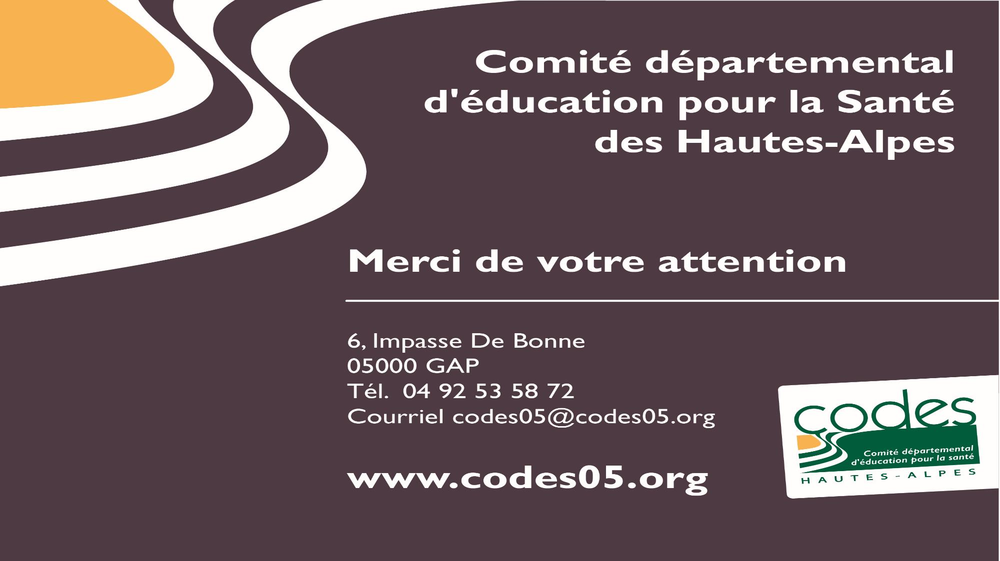 Comité départemental
d'éducation pour la Santé
des Hautes-Alpes
Merci de votre attention
6, Impasse De Bonne
05000 GAP
Tél.  04 92 53 58 72
Courriel codes05@codes05.org
www.codes05.org
codes
Comité départemental
d'éducation pour la santé
HAUTES-ALPES